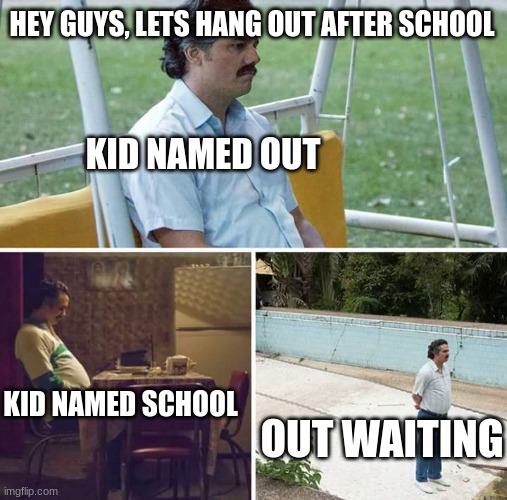 HEY GUYS, LETS HANG OUT AFTER SCHOOL
KID NAMED OUT
KID NAMED SCHOOL
OUT WAITING
imgflip.com